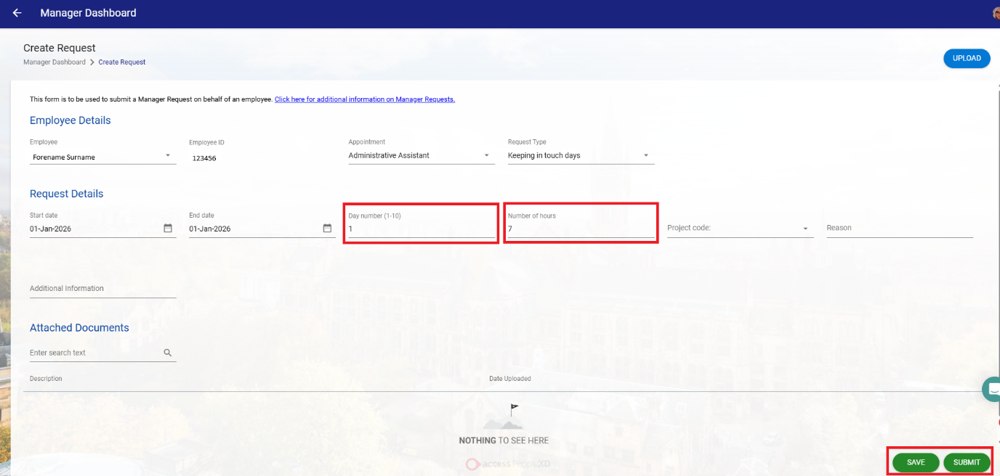 Manager Dashboard
Create Request
Manager Dashboard > Create Request
UPLOAD
This form is to be used to submit a Manager Request on behalf of an employee. Click here for additional information on Manager Requests.
Employee Details
Employee Employee ID Appointment Request Type
Forename Surname 123456 Administrative Assistant Keeping in touch days
Request Details
Start date End date Day number (1-10) Number of hours
01-Jan-2026 01-Jan-2026 1 7 Project code: Reason
Additional Information
Attached Documents
Enter search text
Description Date Uploaded
NOTHING TO SEE HERE
access PeopleXD
SAVE SUBMIT